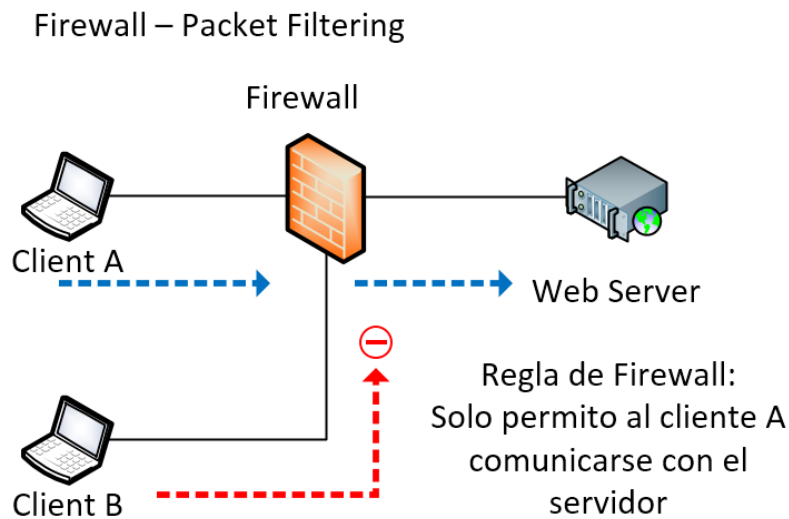 Firewall – Packet Filtering
Firewall
Client A
Web Server
Client B
Regla de Firewall:
Solo permito al cliente A
comunicarse con el
servidor